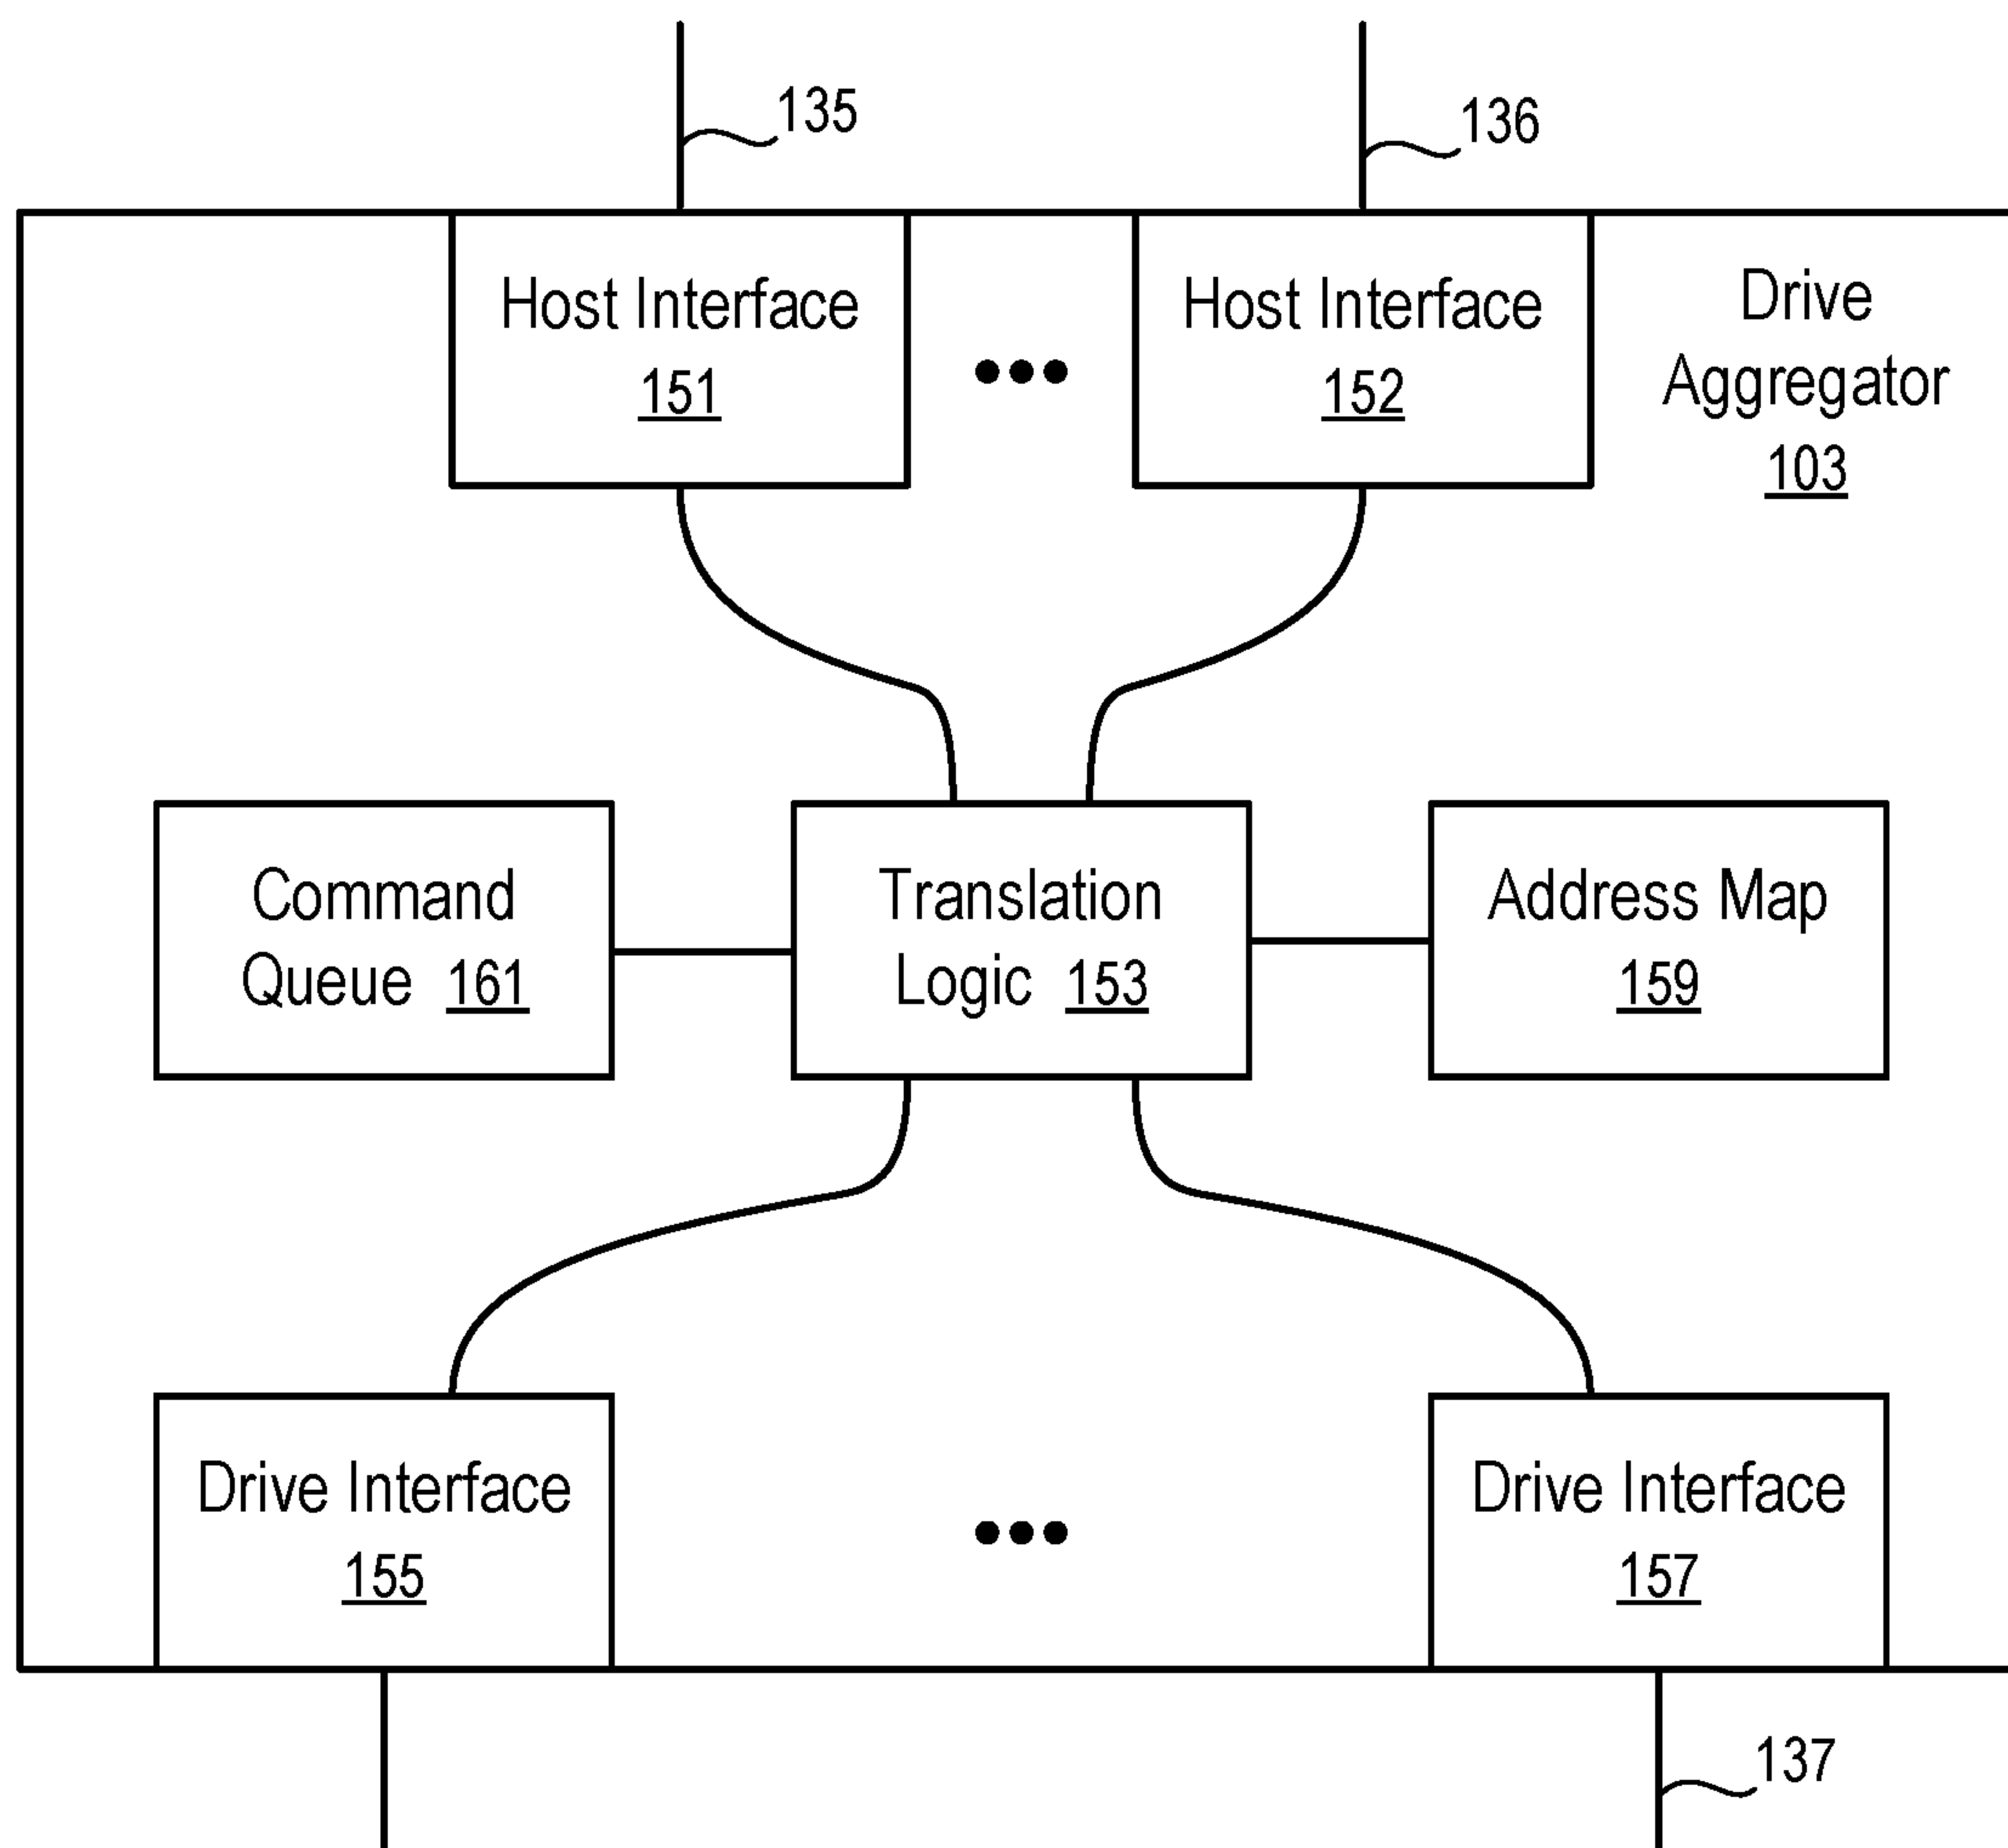 135
136
Host Interface
151
Host Interface
152
Drive
Aggregator
103
Command
Queue 161
Translation
Logic 153
Address Map
159
Drive Interface
155
Drive Interface
157
137